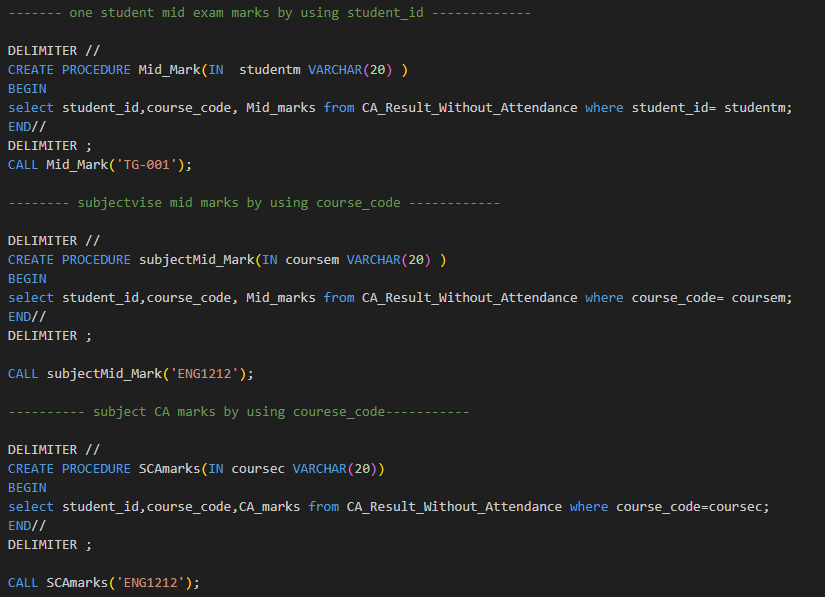 ------- one student mid exam marks by using student_id -------------
DELIMITER //
CREATE PROCEDURE Mid_Mark(IN  studentm VARCHAR(20) )
BEGIN
select student_id,course_code, Mid_marks from CA_Result_Without_Attendance where student_id= studentm;
END//
DELIMITER ;
CALL Mid_Mark('TG-001');
-------- subjectvise mid marks by using course_code ------------
DELIMITER //
CREATE PROCEDURE subjectMid_Mark(IN coursem VARCHAR(20) )
BEGIN
select student_id,course_code, Mid_marks from CA_Result_Without_Attendance where course_code= coursem;
END//
DELIMITER ;
CALL subjectMid_Mark('ENG1212');
---------- subject CA marks by using courese_code-----------
DELIMITER //
CREATE PROCEDURE SCAmarks(IN coursec VARCHAR(20))
BEGIN
select student_id,course_code,CA_marks from CA_Result_Without_Attendance where course_code=coursec;
END//
DELIMITER ;
CALL SCAmarks('ENG1212');